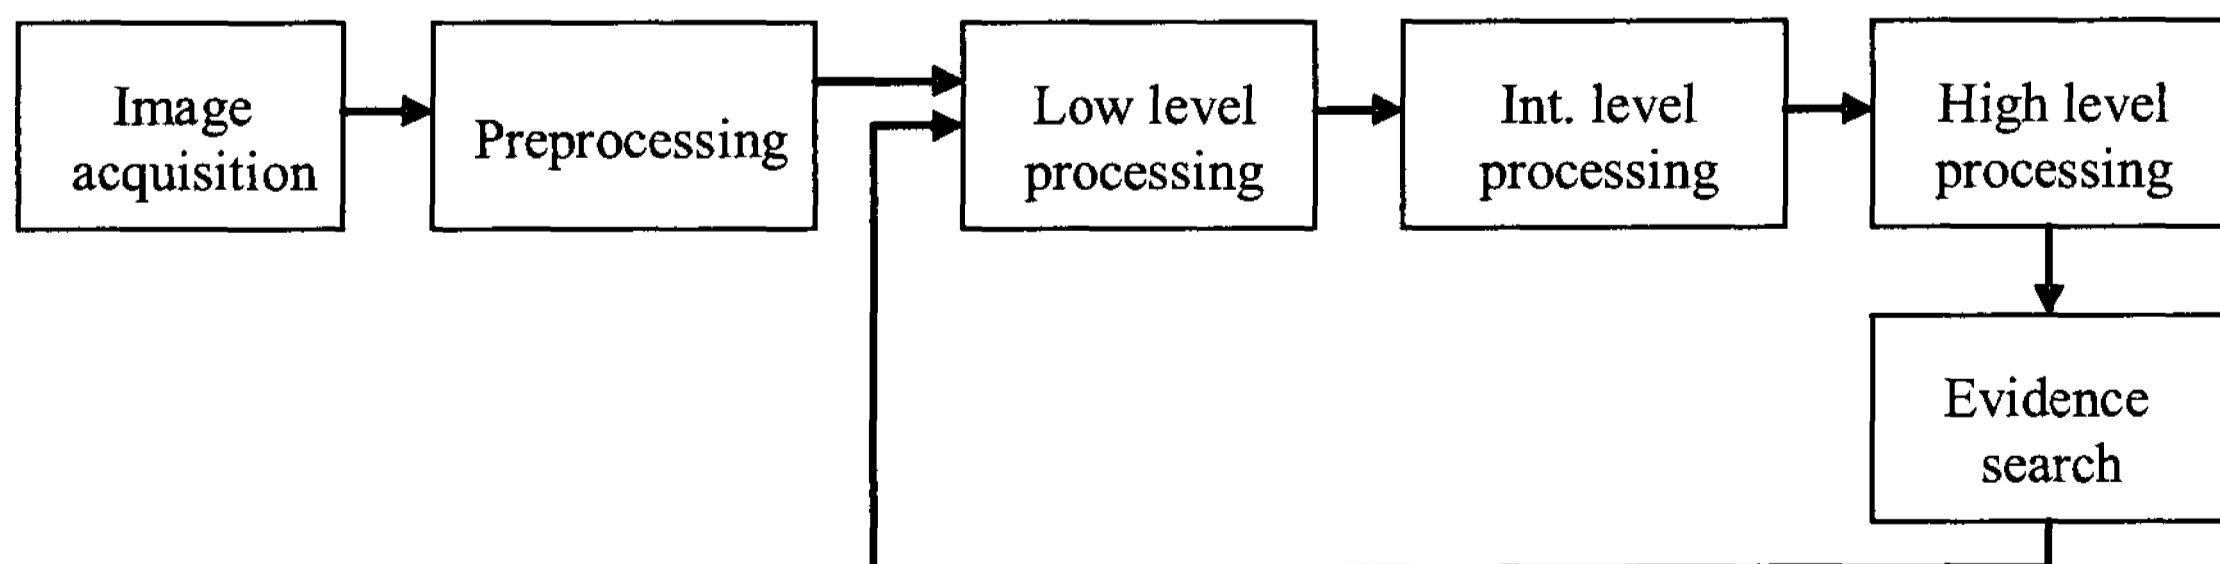 Image
acquisition
Preprocessing
Low level
processing
Int. level
processing
High level
processing
Evidence
search